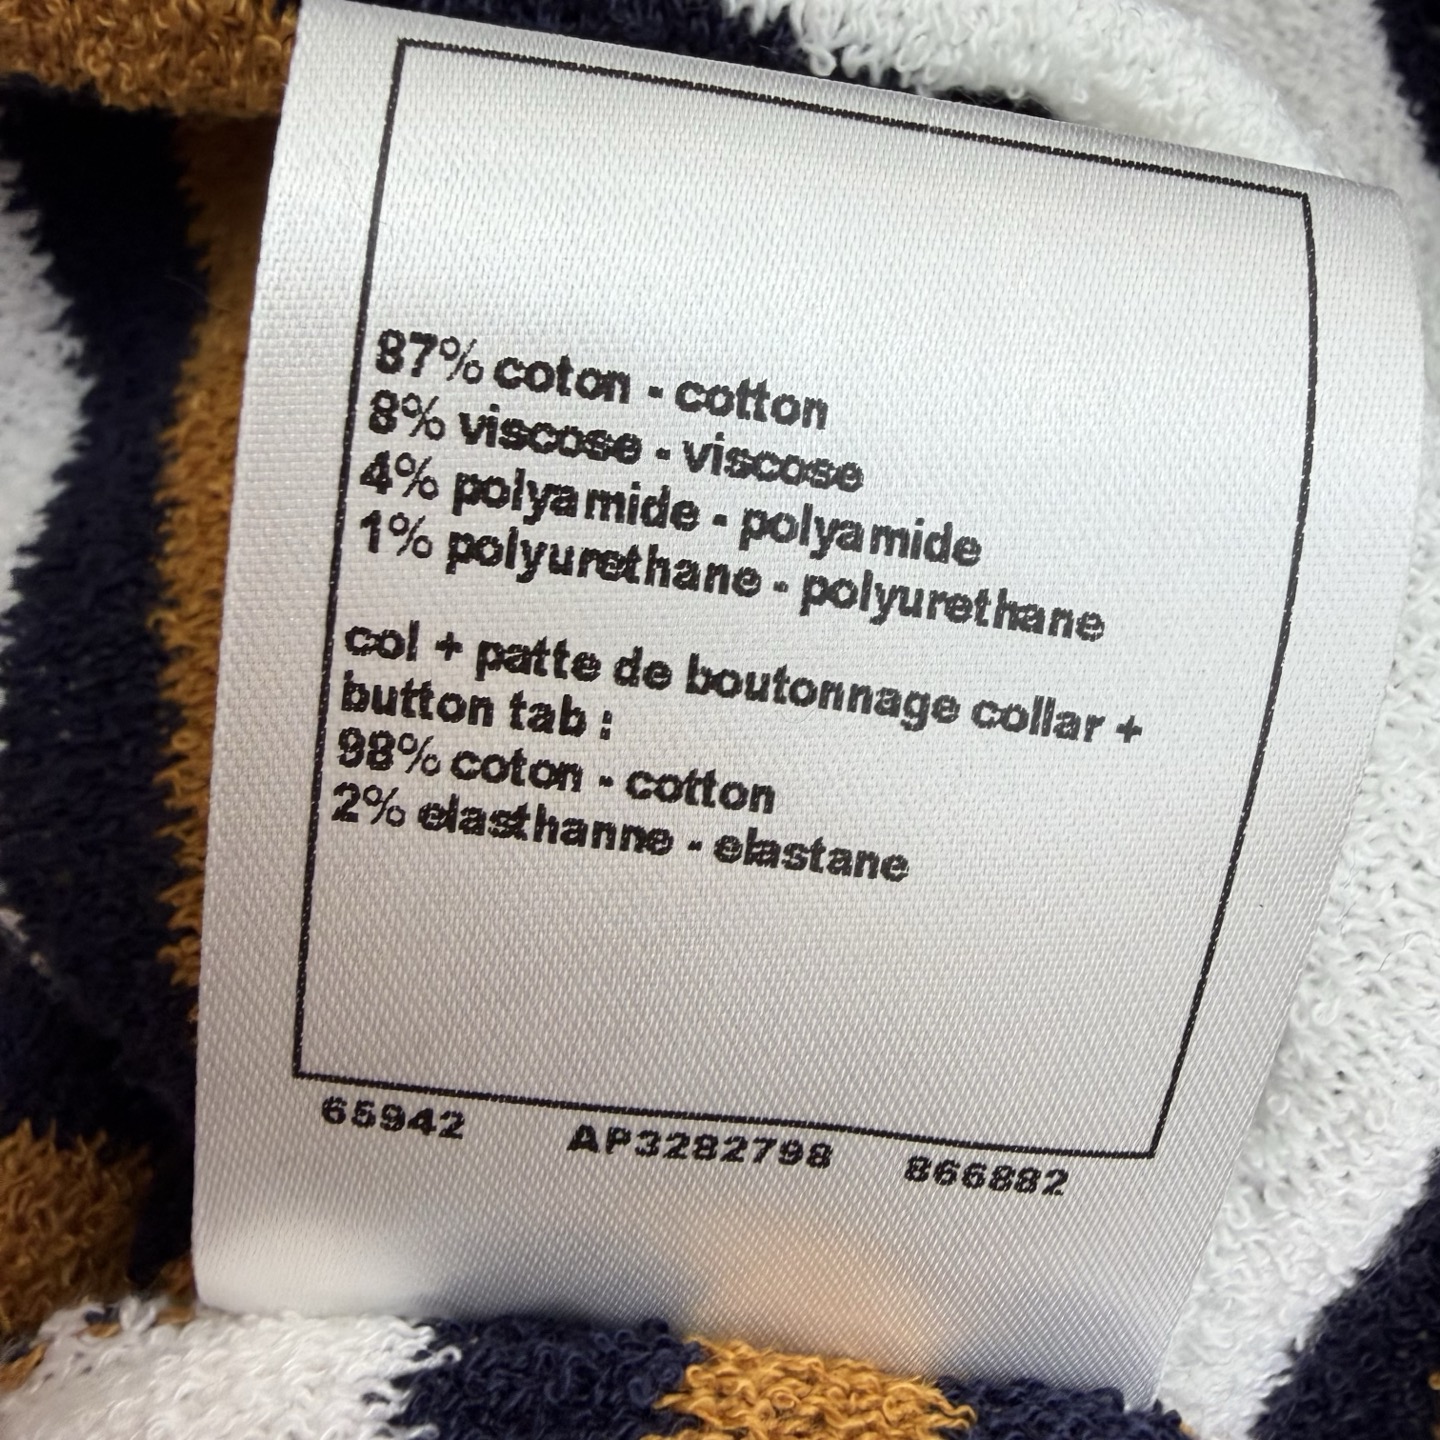 87% coton - cotton
8% viscose - viscose
4% polyamide - polyamide
1% polyurethane - polyurethane
col + patte de boutonnage collar +
button tab :
98% coton - cotton
2% elasthanne - elastane
65942 AP3282798 866882